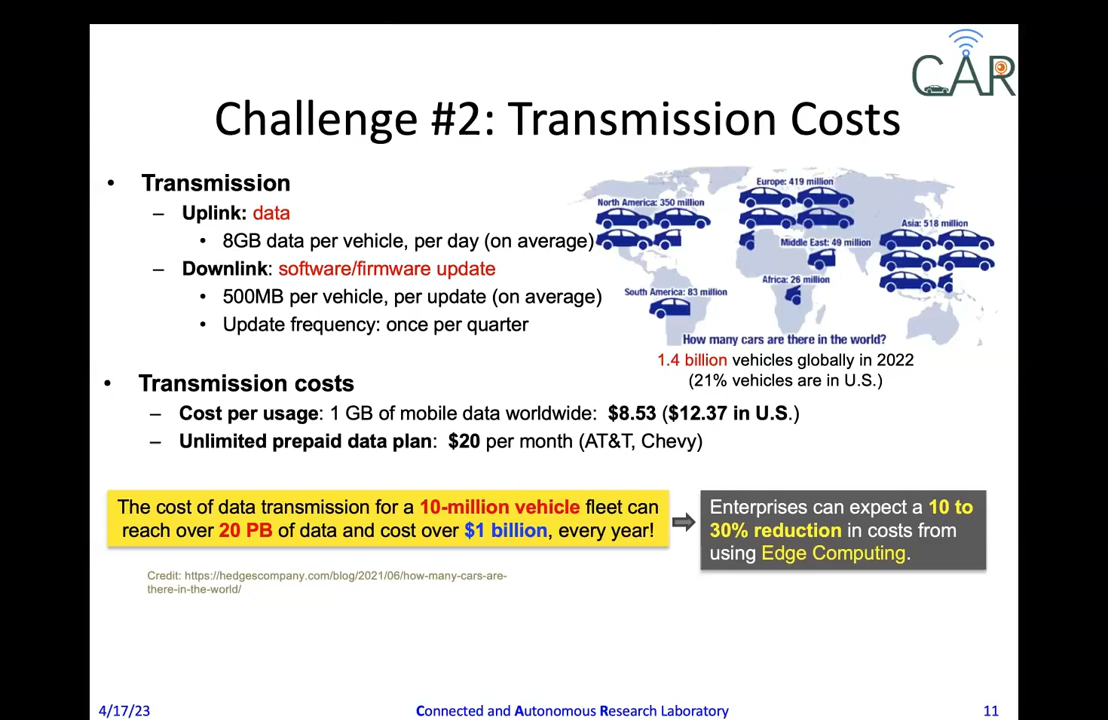 CAR
Challenge #2: Transmission Costs
• Transmission
– Uplink: data
• 8GB data per vehicle, per day (on average)
– Downlink: software/firmware update
• 500MB per vehicle, per update (on average)
• Update frequency: once per quarter
North America: 350 million
Europe: 419 million
Asia: 518 million
Middle East: 49 million
Africa: 26 million
South America: 83 million
How many cars are there in the world?
1.4 billion vehicles globally in 2022
(21% vehicles are in U.S.)
• Transmission costs
– Cost per usage: 1 GB of mobile data worldwide: $8.53 ($12.37 in U.S.)
– Unlimited prepaid data plan: $20 per month (AT&T, Chevy)
The cost of data transmission for a 10-million vehicle fleet can
reach over 20 PB of data and cost over $1 billion, every year!
Enterprises can expect a 10 to
30% reduction in costs from
using Edge Computing.
Credit: https://hedgescompany.com/blog/2021/06/how-many-cars-are-
there-in-the-world/
4/17/23
Connected and Autonomous Research Laboratory
11